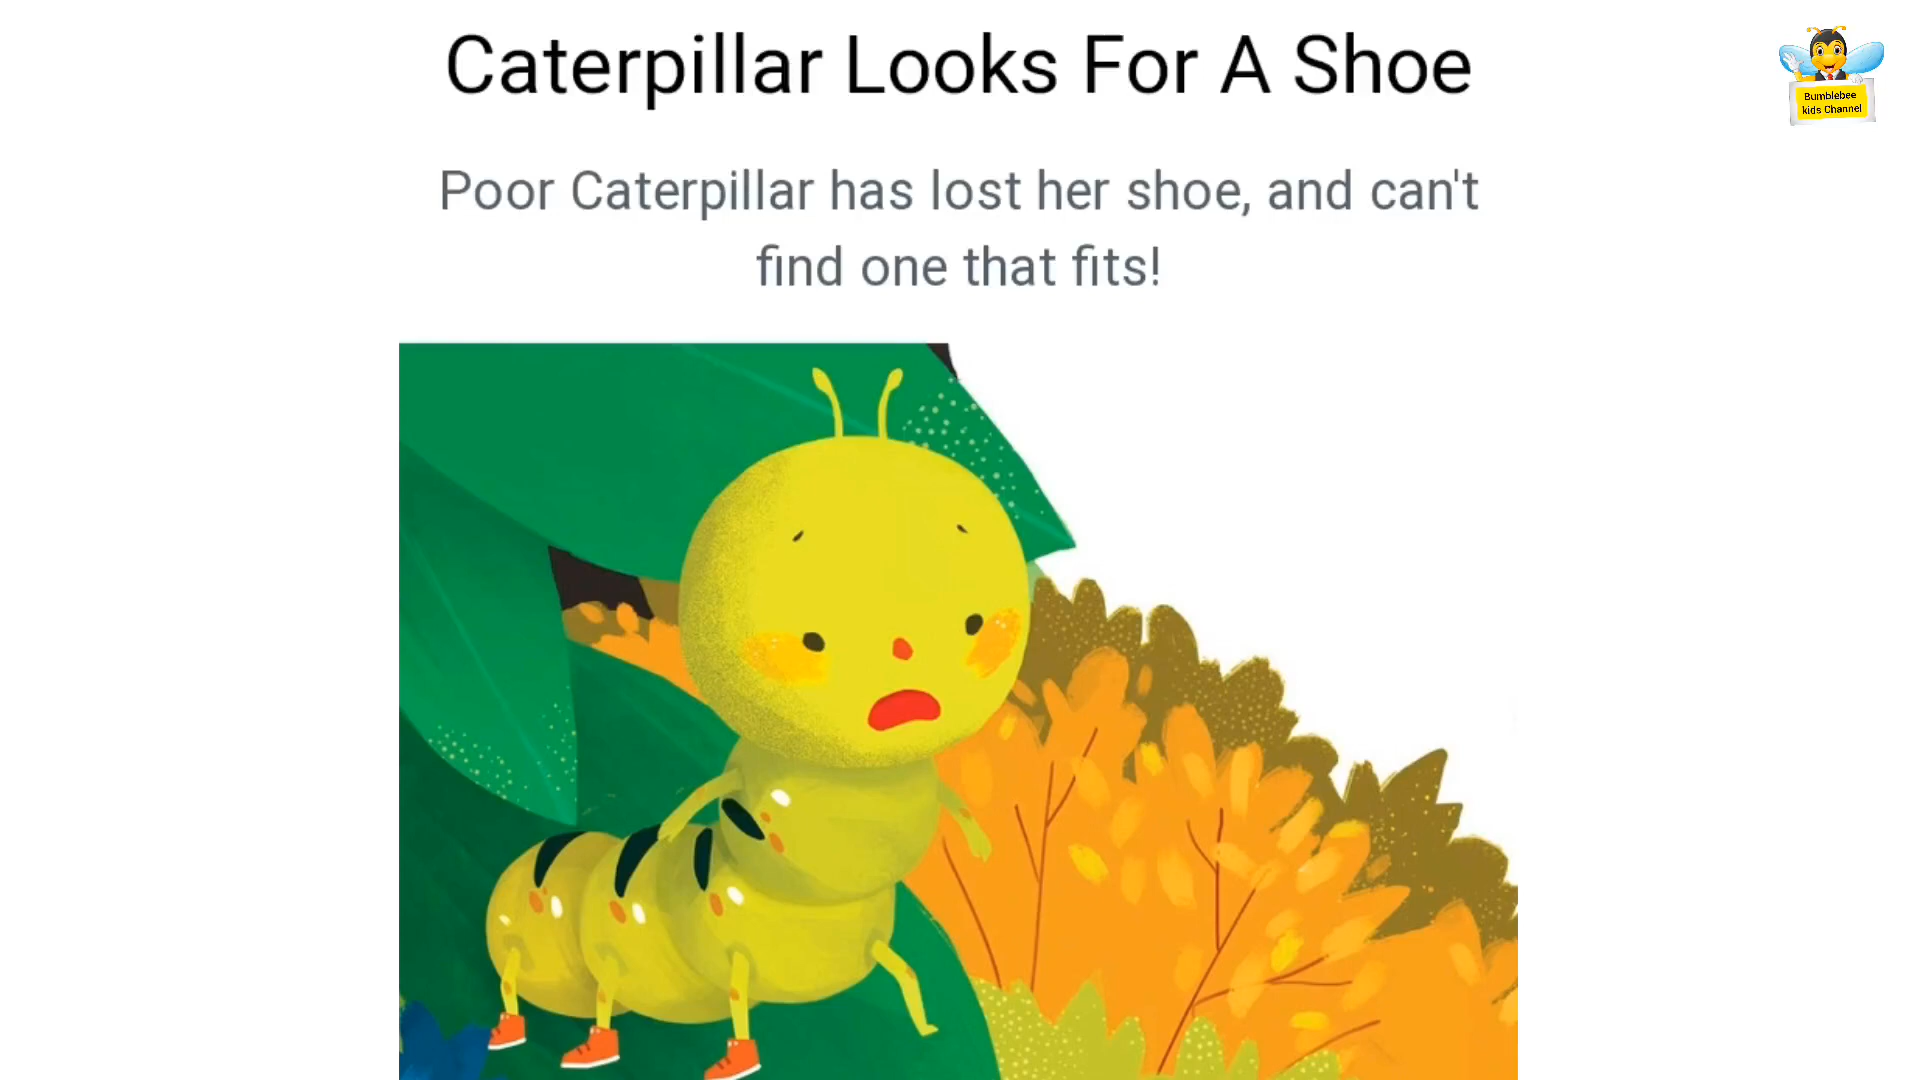 Caterpillar Looks For A Shoe
Poor Caterpillar has lost her shoe, and can't
find one that fits!
Bumblebee
kids Channel